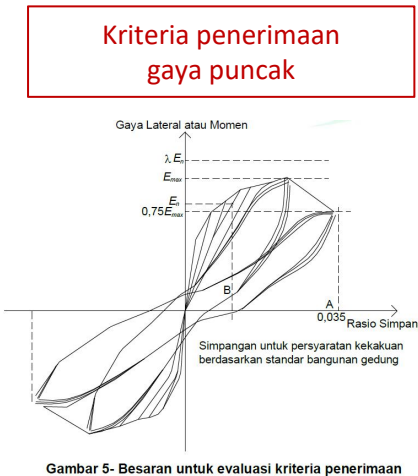 Kriteria penerimaan
gaya puncak
Gaya Lateral atau Momen
λ Eₙ
Eₘₐₓ
Eₙ
0,75Eₘₐₓ
B
A
0,035
Rasio Simpan
Simpangan untuk persyaratan kekakuan
berdasarkan standar bangunan gedung
Gambar 5- Besaran untuk evaluasi kriteria penerimaan